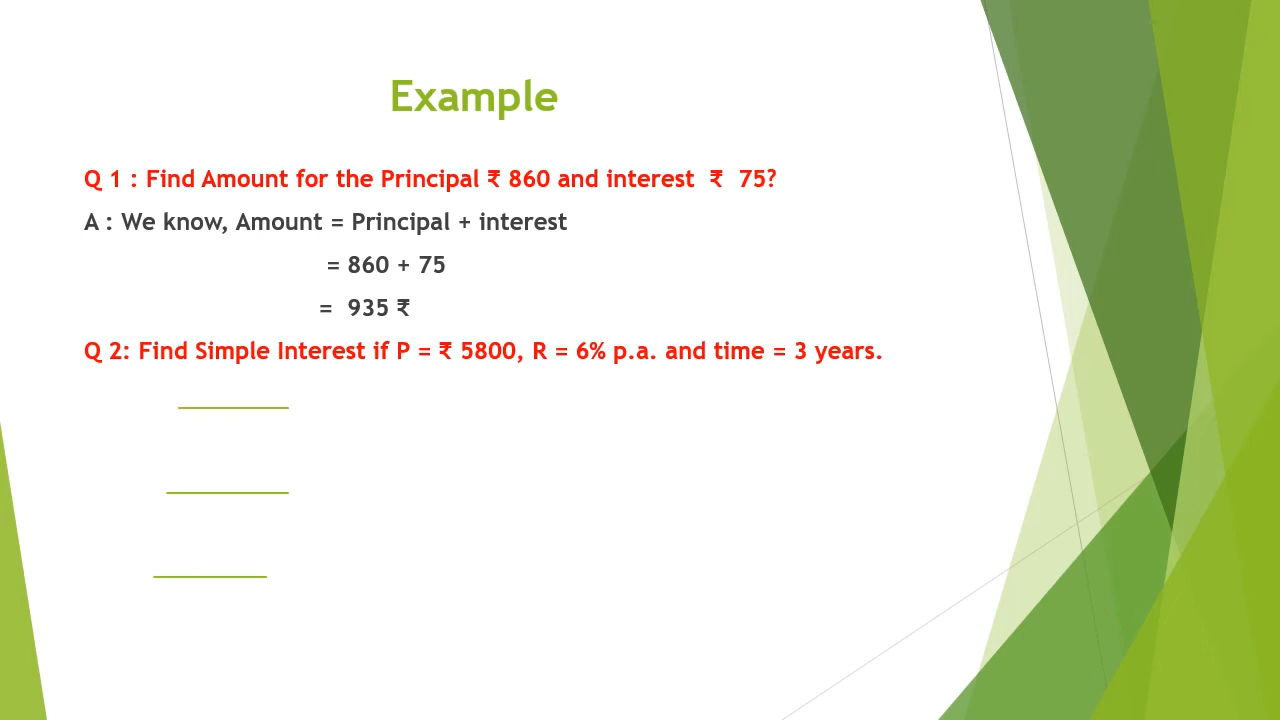 Example
Q 1 : Find Amount for the Principal ₹ 860 and interest ₹ 75?
A : We know, Amount = Principal + interest
= 860 + 75
= 935 ₹
Q 2: Find Simple Interest if P = ₹ 5800, R = 6% p.a. and time = 3 years.